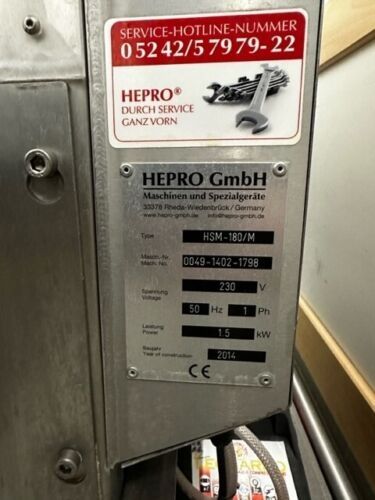 SERVICE-HOTLINE-NUMMER
0 52 42/5 79 79-22
HEPRO®
DURCH SERVICE
GANZ VORN
HEPRO GmbH
Maschinen und Spezialgeräte
33378 Rheda-Wiedenbrück / Germany
www.hepro-gmbh.de info@hepro-gmbh.de
Type HSM-180/M
Masch.-Nr.
Mach. No. 0049-1402-1798
Spannung
Voltage 230 V
50 Hz 1 Ph
Leistung
Power 1.5 kW
Baujahr
Year of construction 2014
CE